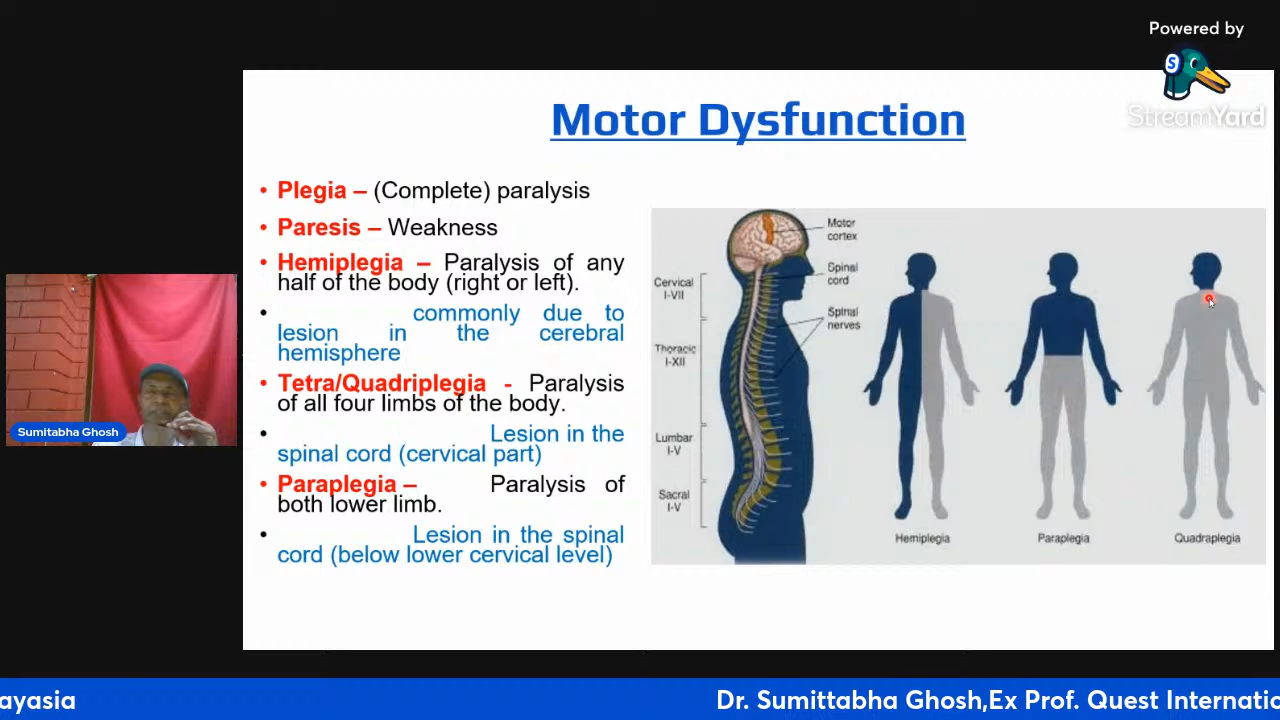 Powered by
StreamYard
Motor Dysfunction
• Plegia – (Complete) paralysis
• Paresis – Weakness
• Hemiplegia – Paralysis of any
half of the body (right or left).
• commonly due to
lesion in the cerebral
hemisphere
• Tetra/Quadriplegia - Paralysis
of all four limbs of the body.
• Lesion in the
spinal cord (cervical part)
• Paraplegia – Paralysis of
both lower limb.
• Lesion in the spinal
cord (below lower cervical level)
Motor
cortex
Spinal
cord
Spinal
nerves
Cervical
I-VII
Thoracic
I-XII
Lumbar
I-V
Sacral
I-V
Hemiplegia
Paraplegia
Quadraplegia
Sumitabha Ghosh
ayasia
Dr. Sumittabha Ghosh,Ex Prof. Quest Internatio